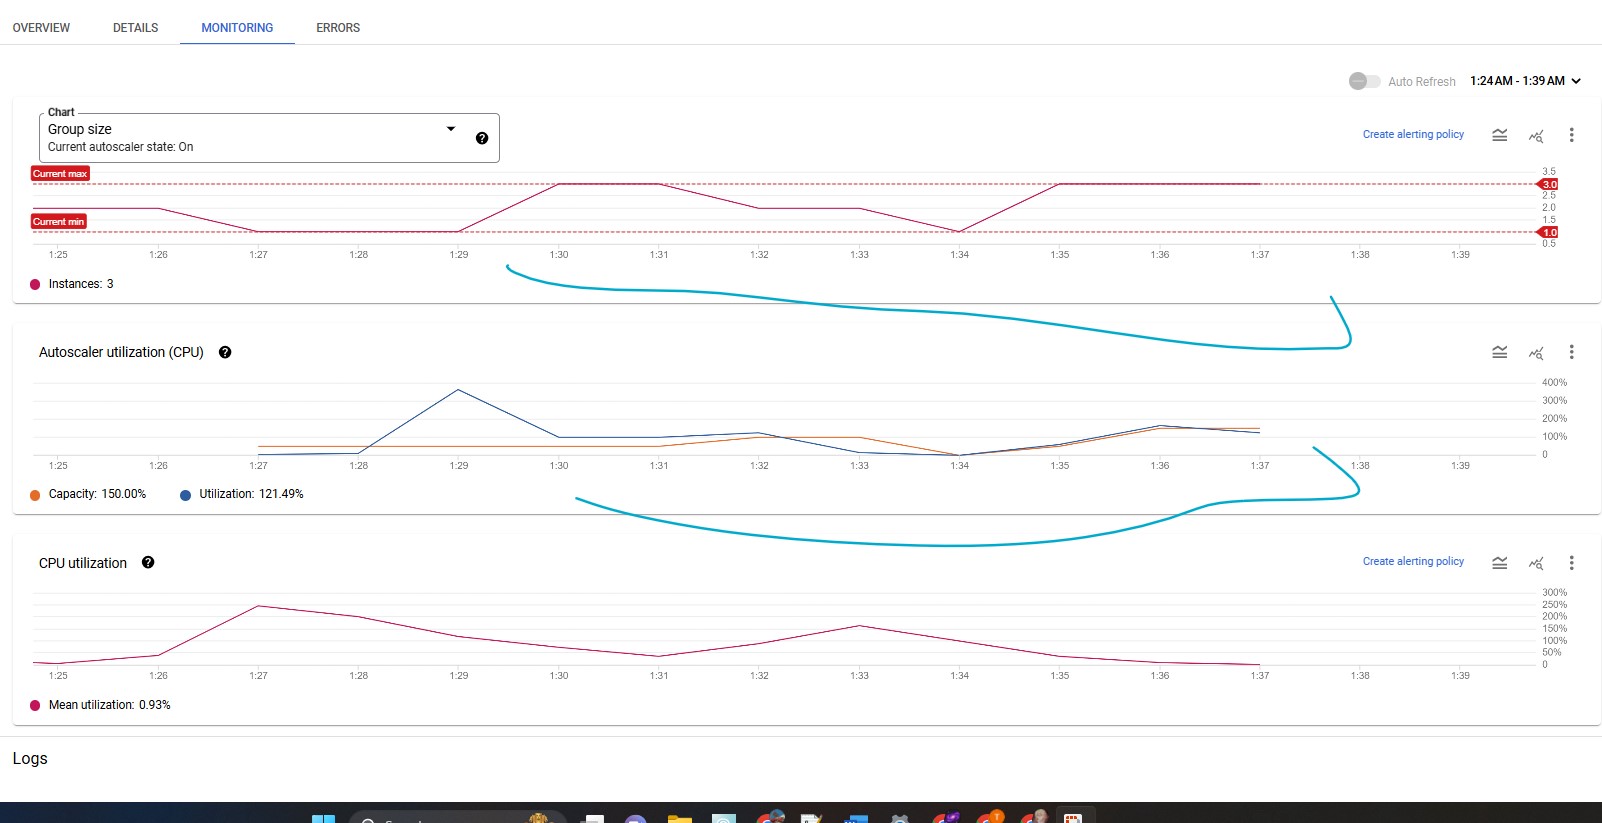 OVERVIEW DETAILS MONITORING ERRORS
Auto Refresh 1:24 AM - 1:39 AM
Chart
Group size
Current autoscaler state: On
Create alerting policy
Current max
3.5
3.0
2.5
2.0
Current min
1.5
1.0
0.5
1:25 1:26 1:27 1:28 1:29 1:30 1:31 1:32 1:33 1:34 1:35 1:36 1:37 1:38 1:39
Instances: 3
Autoscaler utilization (CPU)
400%
300%
200%
100%
0
1:25 1:26 1:27 1:28 1:29 1:30 1:31 1:32 1:33 1:34 1:35 1:36 1:37 1:38 1:39
Capacity: 150.00% Utilization: 121.49%
CPU utilization
Create alerting policy
300%
250%
200%
150%
100%
50%
0
1:25 1:26 1:27 1:28 1:29 1:30 1:31 1:32 1:33 1:34 1:35 1:36 1:37 1:38 1:39
Mean utilization: 0.93%
Logs